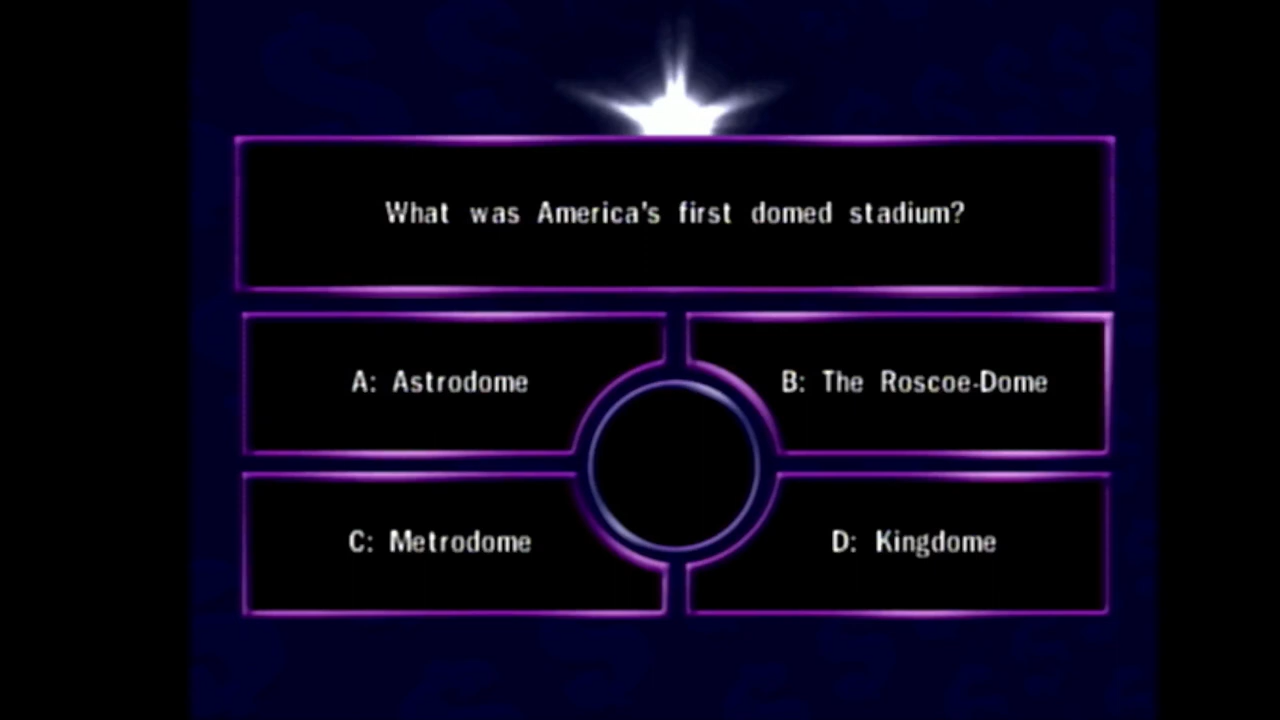 What was America's first domed stadium?
A: Astrodome
B: The Roscoe-Dome
C: Metrodome
D: Kingdome